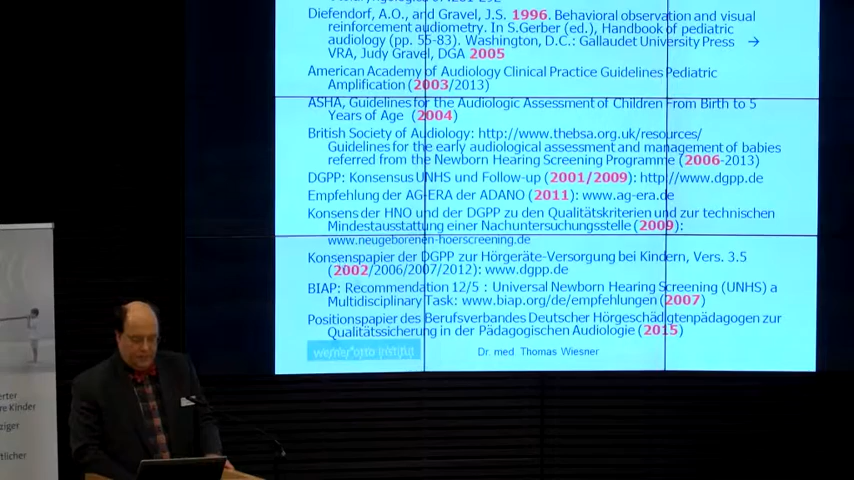 Diefendorf, A.O., and Gravel, J.S. 1996. Behavioral observation and visual
reinforcement audiometry. In S.Gerber (ed.), Handbook of pediatric
audiology (pp. 55-83). Washington, D.C.: Gallaudet University Press →
VRA, Judy Gravel, DGA 2005
American Academy of Audiology Clinical Practice Guidelines Pediatric
Amplification (2003/2013)
ASHA, Guidelines for the Audiologic Assessment of Children From Birth to 5
Years of Age (2004)
British Society of Audiology: http://www.thebsa.org.uk/resources/
Guidelines for the early audiological assessment and management of babies
referred from the Newborn Hearing Screening Programme (2006-2013)
DGPP: Konsensus UNHS und Follow-up (2001/2009): http://www.dgpp.de
Empfehlung der AG-ERA der ADANO (2011): www.ag-era.de
Konsens der HNO und der DGPP zu den Qualitätskriterien und zur technischen
Mindestausstattung einer Nachuntersuchungsstelle (2009):
www.neugeborenen-hoerscreening.de
Konsenspapier der DGPP zur Hörgeräte-Versorgung bei Kindern, Vers. 3.5
(2002/2006/2007/2012): www.dgpp.de
BIAP: Recommendation 12/5 : Universal Newborn Hearing Screening (UNHS) a
Multidisciplinary Task: www.biap.org/de/empfehlungen (2007)
Positionspapier des Berufsverbandes Deutscher Hörgeschädigtenpädagogen zur
Qualitätssicherung in der Pädagogischen Audiologie (2015)
werner otto institut
Dr. med. Thomas Wiesner
erter
re Kinder
ziger
tlicher